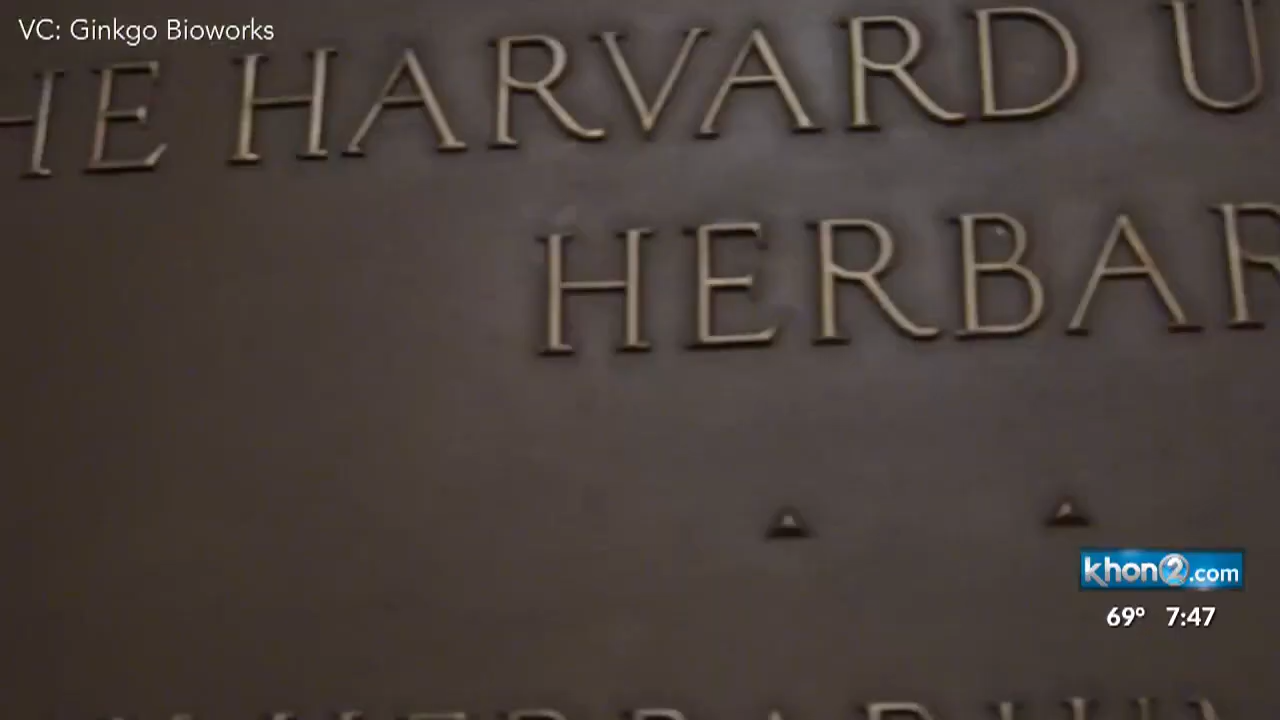 VC: Ginkgo Bioworks
HE HARVARD U
HERBAR
khon2.com
69° 7:47